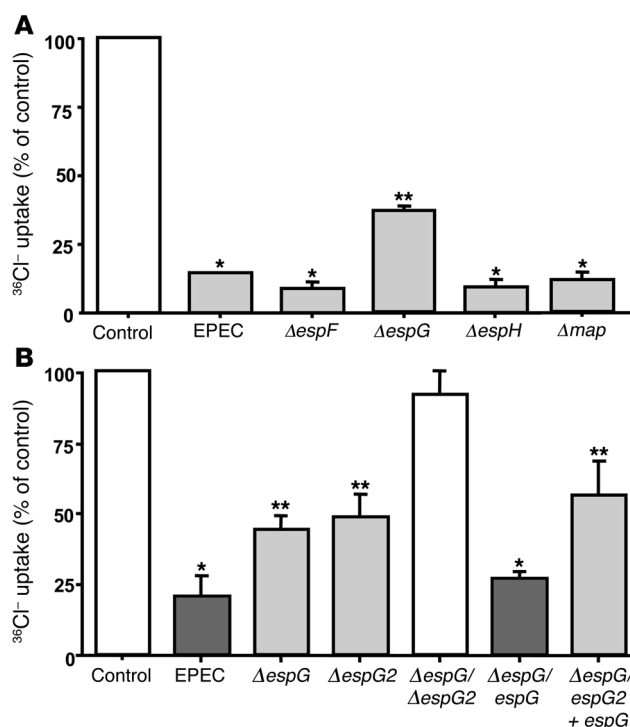 A
³⁶Cl⁻ uptake (% of control)
100
75
50
25
0
*
*
**
*
*
Control EPEC ΔespF ΔespG ΔespH Δmap
B
³⁶Cl⁻ uptake (% of control)
100
75
50
25
0
*
**
**
*
**
Control EPEC ΔespG ΔespG2 ΔespG/ ΔespG/ ΔespG/
ΔespG2 espG espG2
+ espG